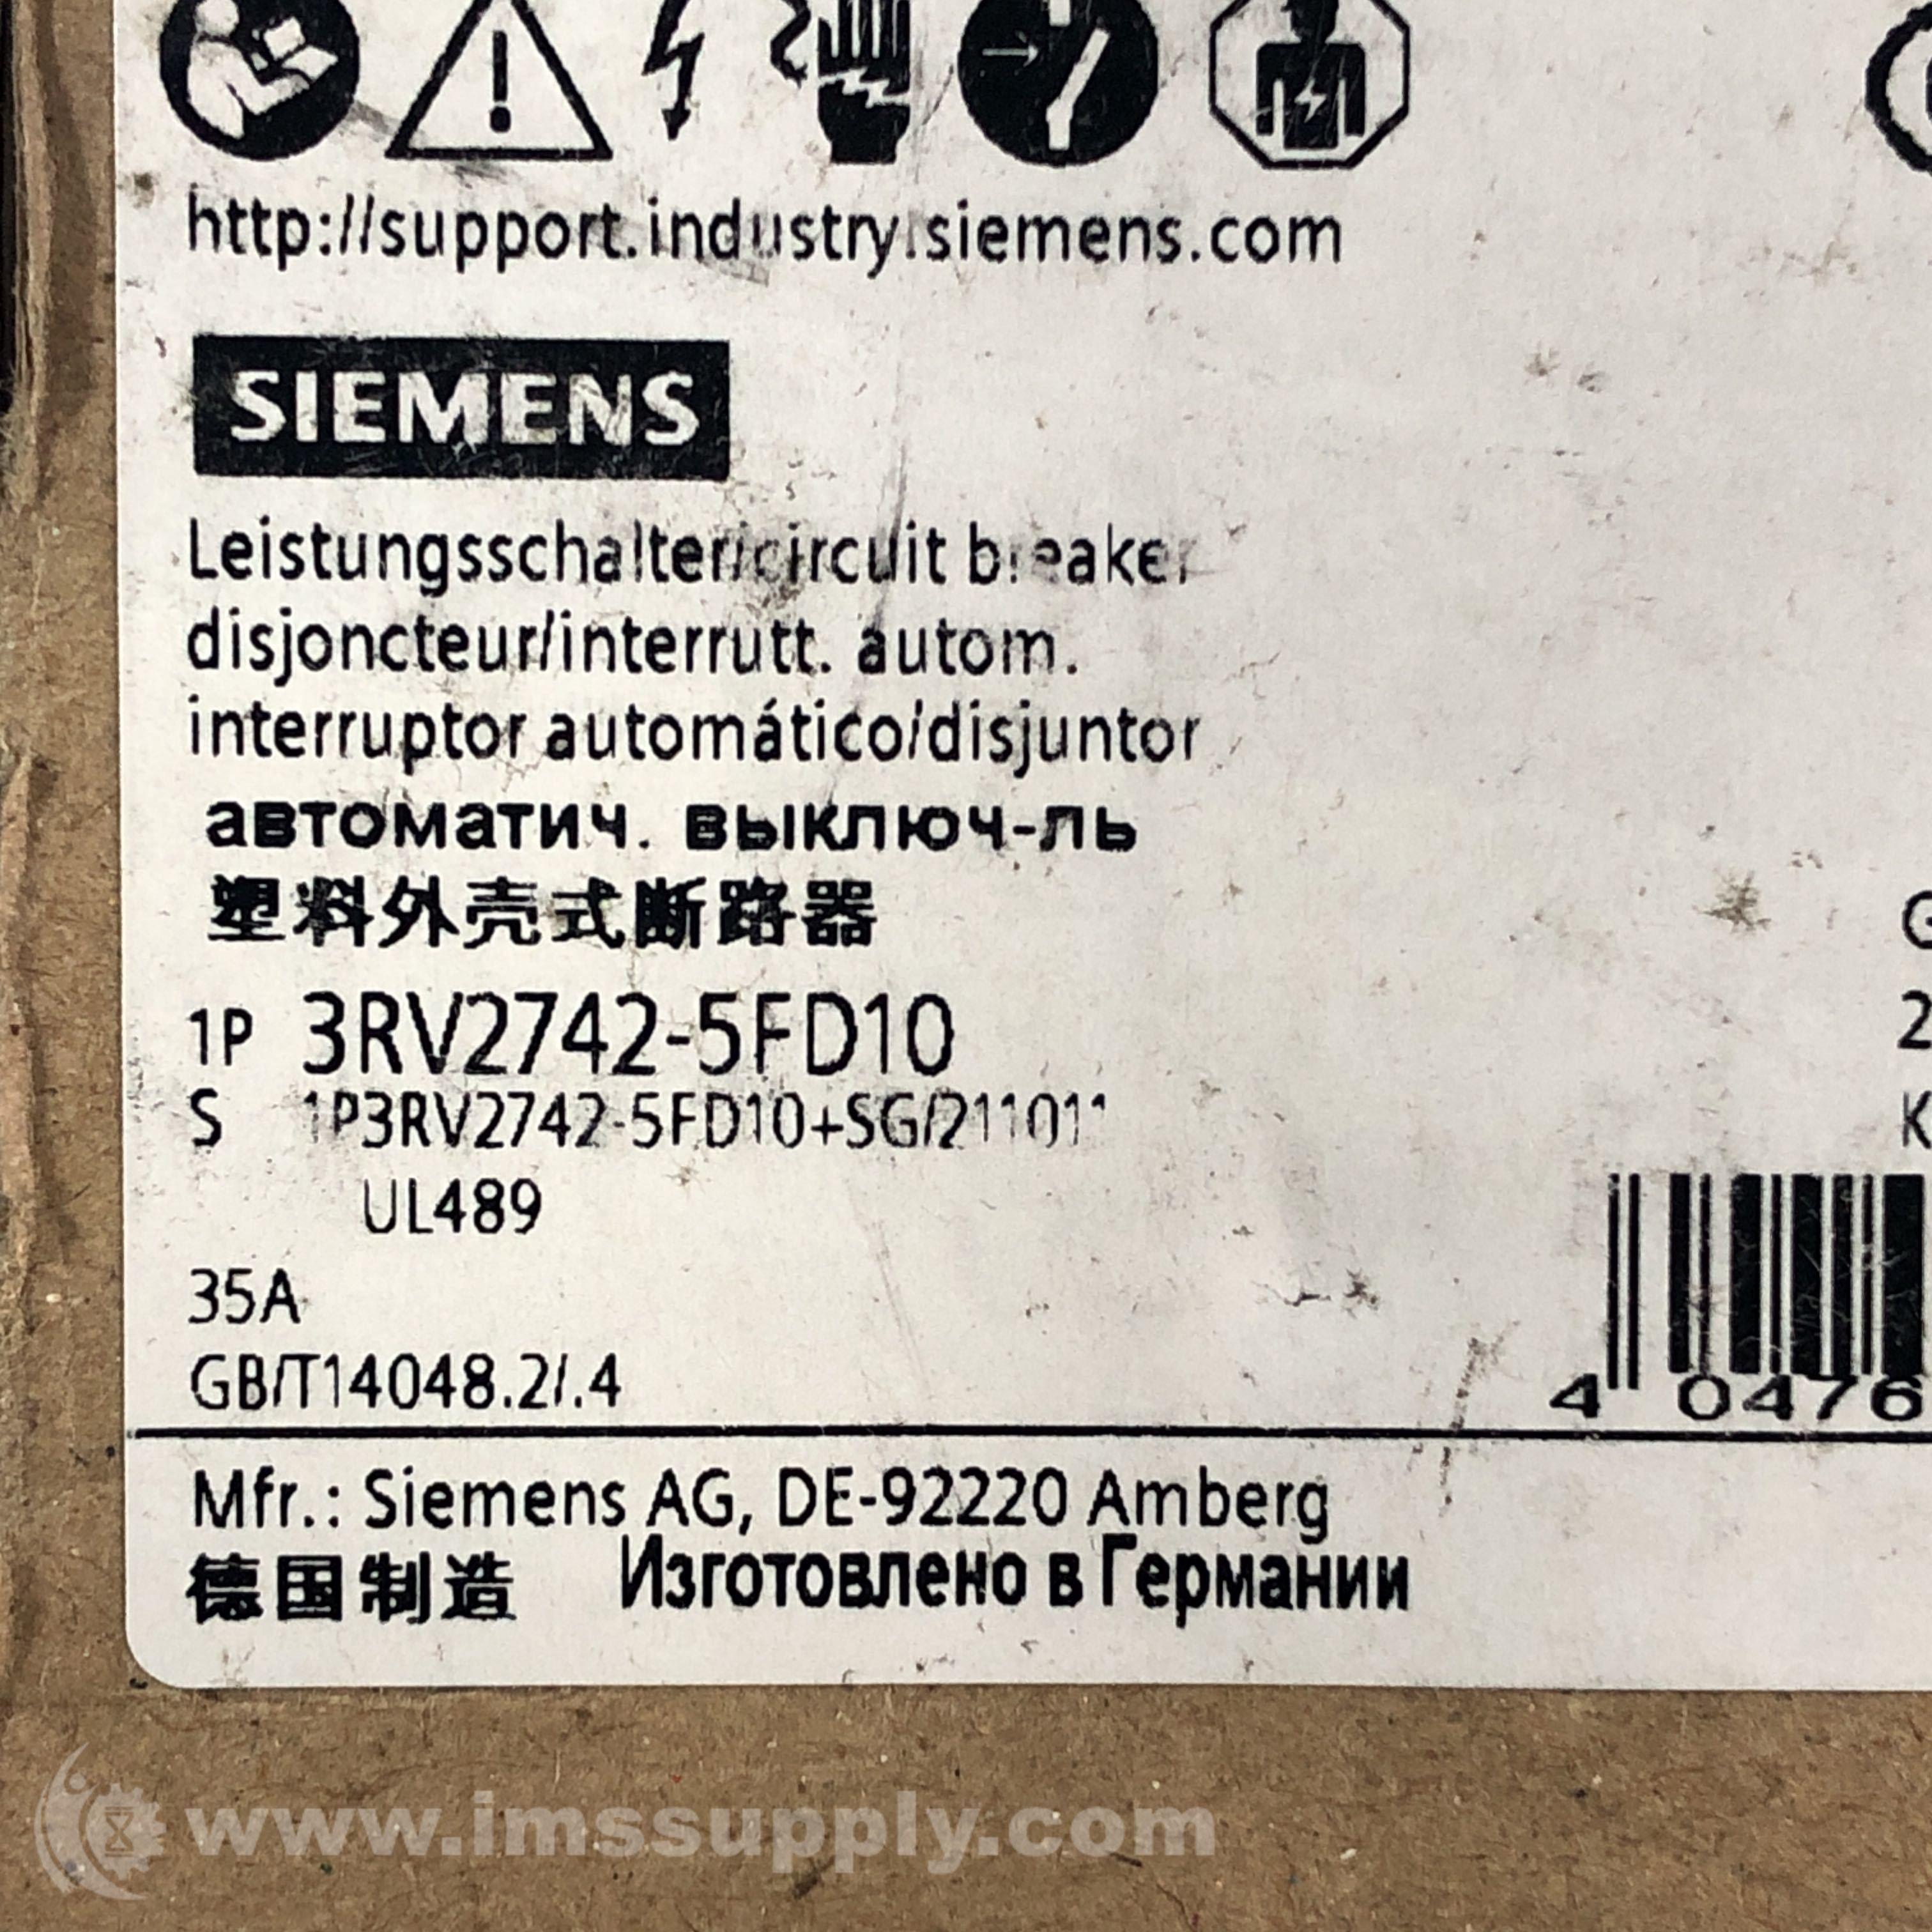 http://support.industry.siemens.com
SIEMENS
Leistungsschalter/circuit breaker
disjoncteur/interrutt. autom.
interruptor automático/disjuntor
автоматич. выключ-ль
塑料外壳式断路器
G
1P 3RV2742-5FD10
2
S 1P3RV2742-5FD10+SG/211011
K
UL489
35A
GB/T14048.2/.4
4 0476
Mfr.: Siemens AG, DE-92220 Amberg
德国制造 Изготовлено в Германии
www.imssupply.com